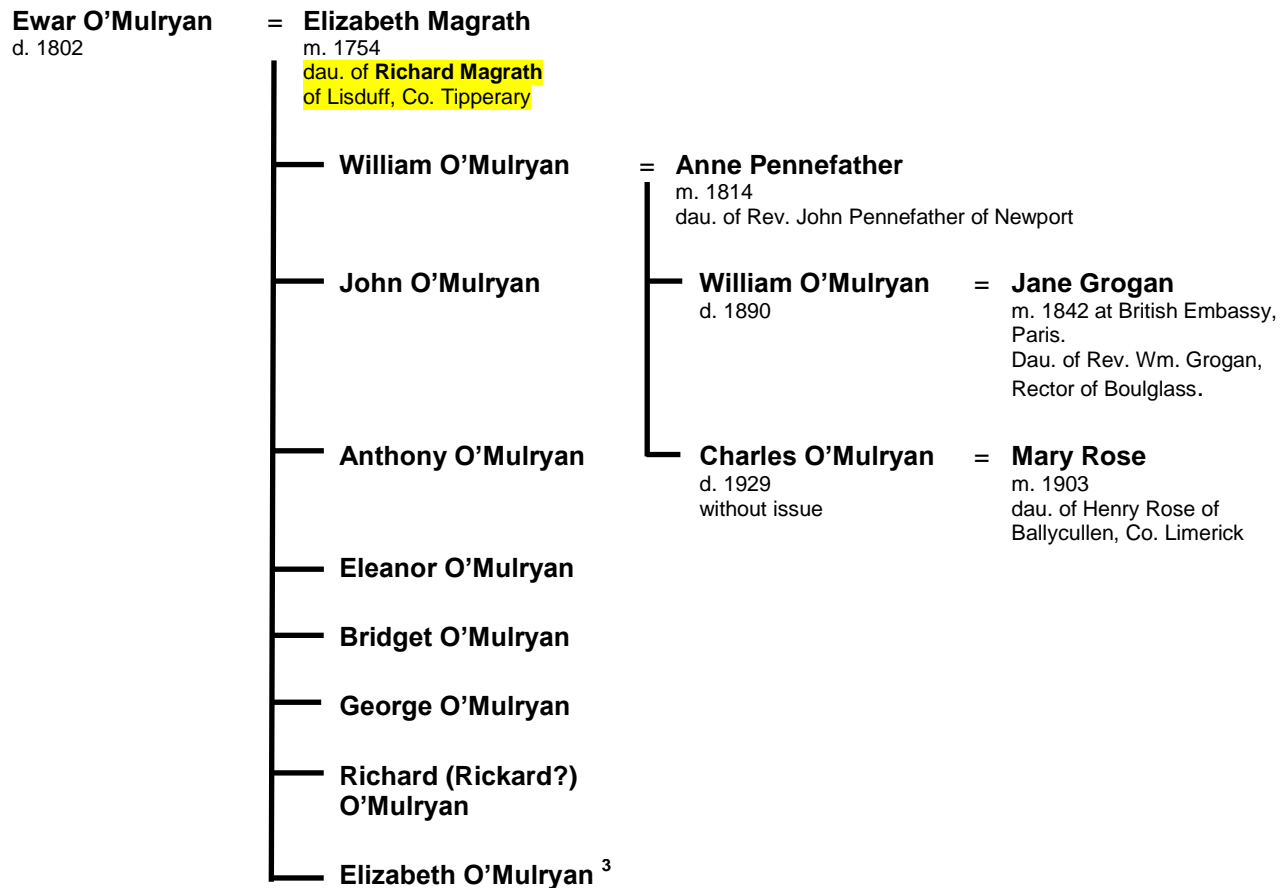 Ewar O’Mulryan = Elizabeth Magrath
d. 1802
m. 1754
dau. of Richard Magrath
of Lisduff, Co. Tipperary
William O’Mulryan = Anne Pennefather
m. 1814
dau. of Rev. John Pennefather of Newport
John O’Mulryan
William O’Mulryan = Jane Grogan
d. 1890
m. 1842 at British Embassy,
Paris.
Dau. of Rev. Wm. Grogan,
Rector of Boulglass.
Anthony O’Mulryan
Charles O’Mulryan = Mary Rose
d. 1929
without issue
m. 1903
dau. of Henry Rose of
Ballycullen, Co. Limerick
Eleanor O’Mulryan
Bridget O’Mulryan
George O’Mulryan
Richard (Rickard?)
O’Mulryan
Elizabeth O’Mulryan 3